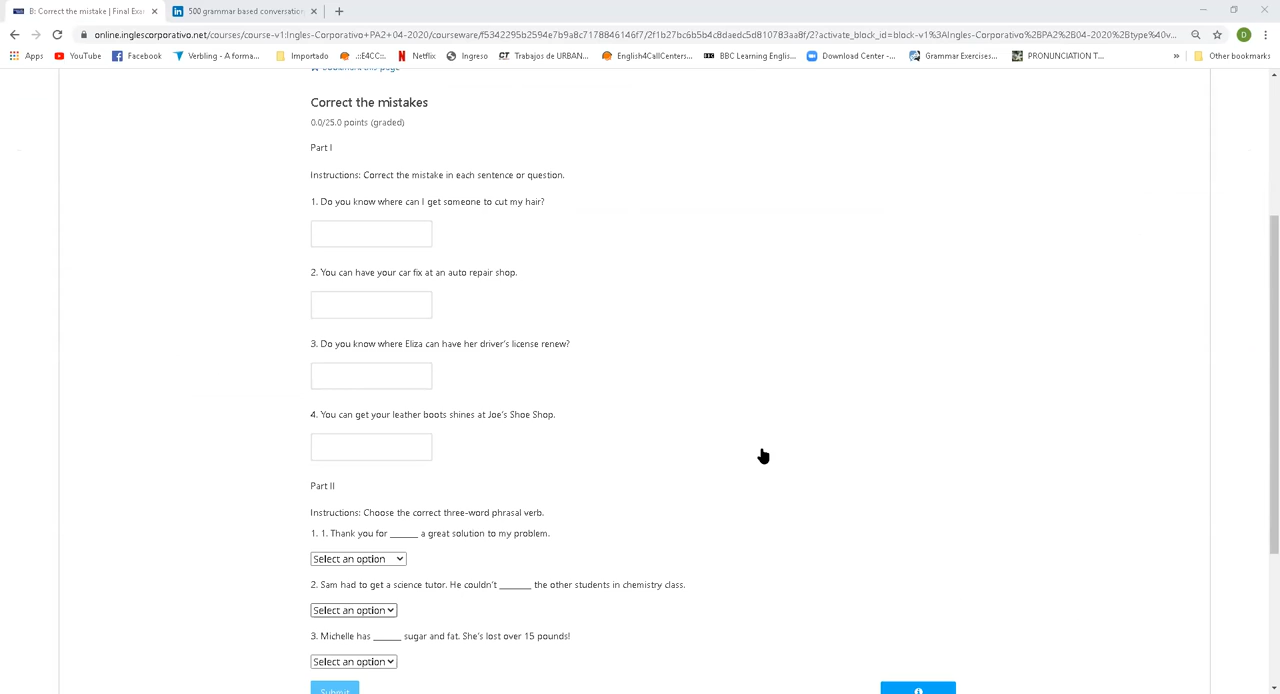 B: Correct the mistake | Final Exa
500 grammar based conversatio
online.inglescorporativo.net/courses/course-v1:Ingles-Corporativo+PA2+04-2020/courseware/f5342295b2594e7b9a8c7178846146f7/2f1b27bc6b5b4c8daedc5d810783aa8f/2?activate_block_id=block-v1%3AIngles-Corporativo%2BPA2%2B04-2020%2Btype%40v...
Apps YouTube Facebook Verbling - A forma... Importado .::E4CC::. Netflix Ingreso Trabajos de URBAN... English4CallCenters... BBC Learning Englis... Download Center -... Grammar Exercises... PRONUNCIATION T... » Other bookmarks
Bookmark this page
Correct the mistakes
0.0/25.0 points (graded)
Part I
Instructions: Correct the mistake in each sentence or question.
1. Do you know where can I get someone to cut my hair?
2. You can have your car fix at an auto repair shop.
3. Do you know where Eliza can have her driver's license renew?
4. You can get your leather boots shines at Joe's Shoe Shop.
Part II
Instructions: Choose the correct three-word phrasal verb.
1. 1. Thank you for ______ a great solution to my problem.
Select an option
2. Sam had to get a science tutor. He couldn't _______ the other students in chemistry class.
Select an option
3. Michelle has ______ sugar and fat. She's lost over 15 pounds!
Select an option
Submit